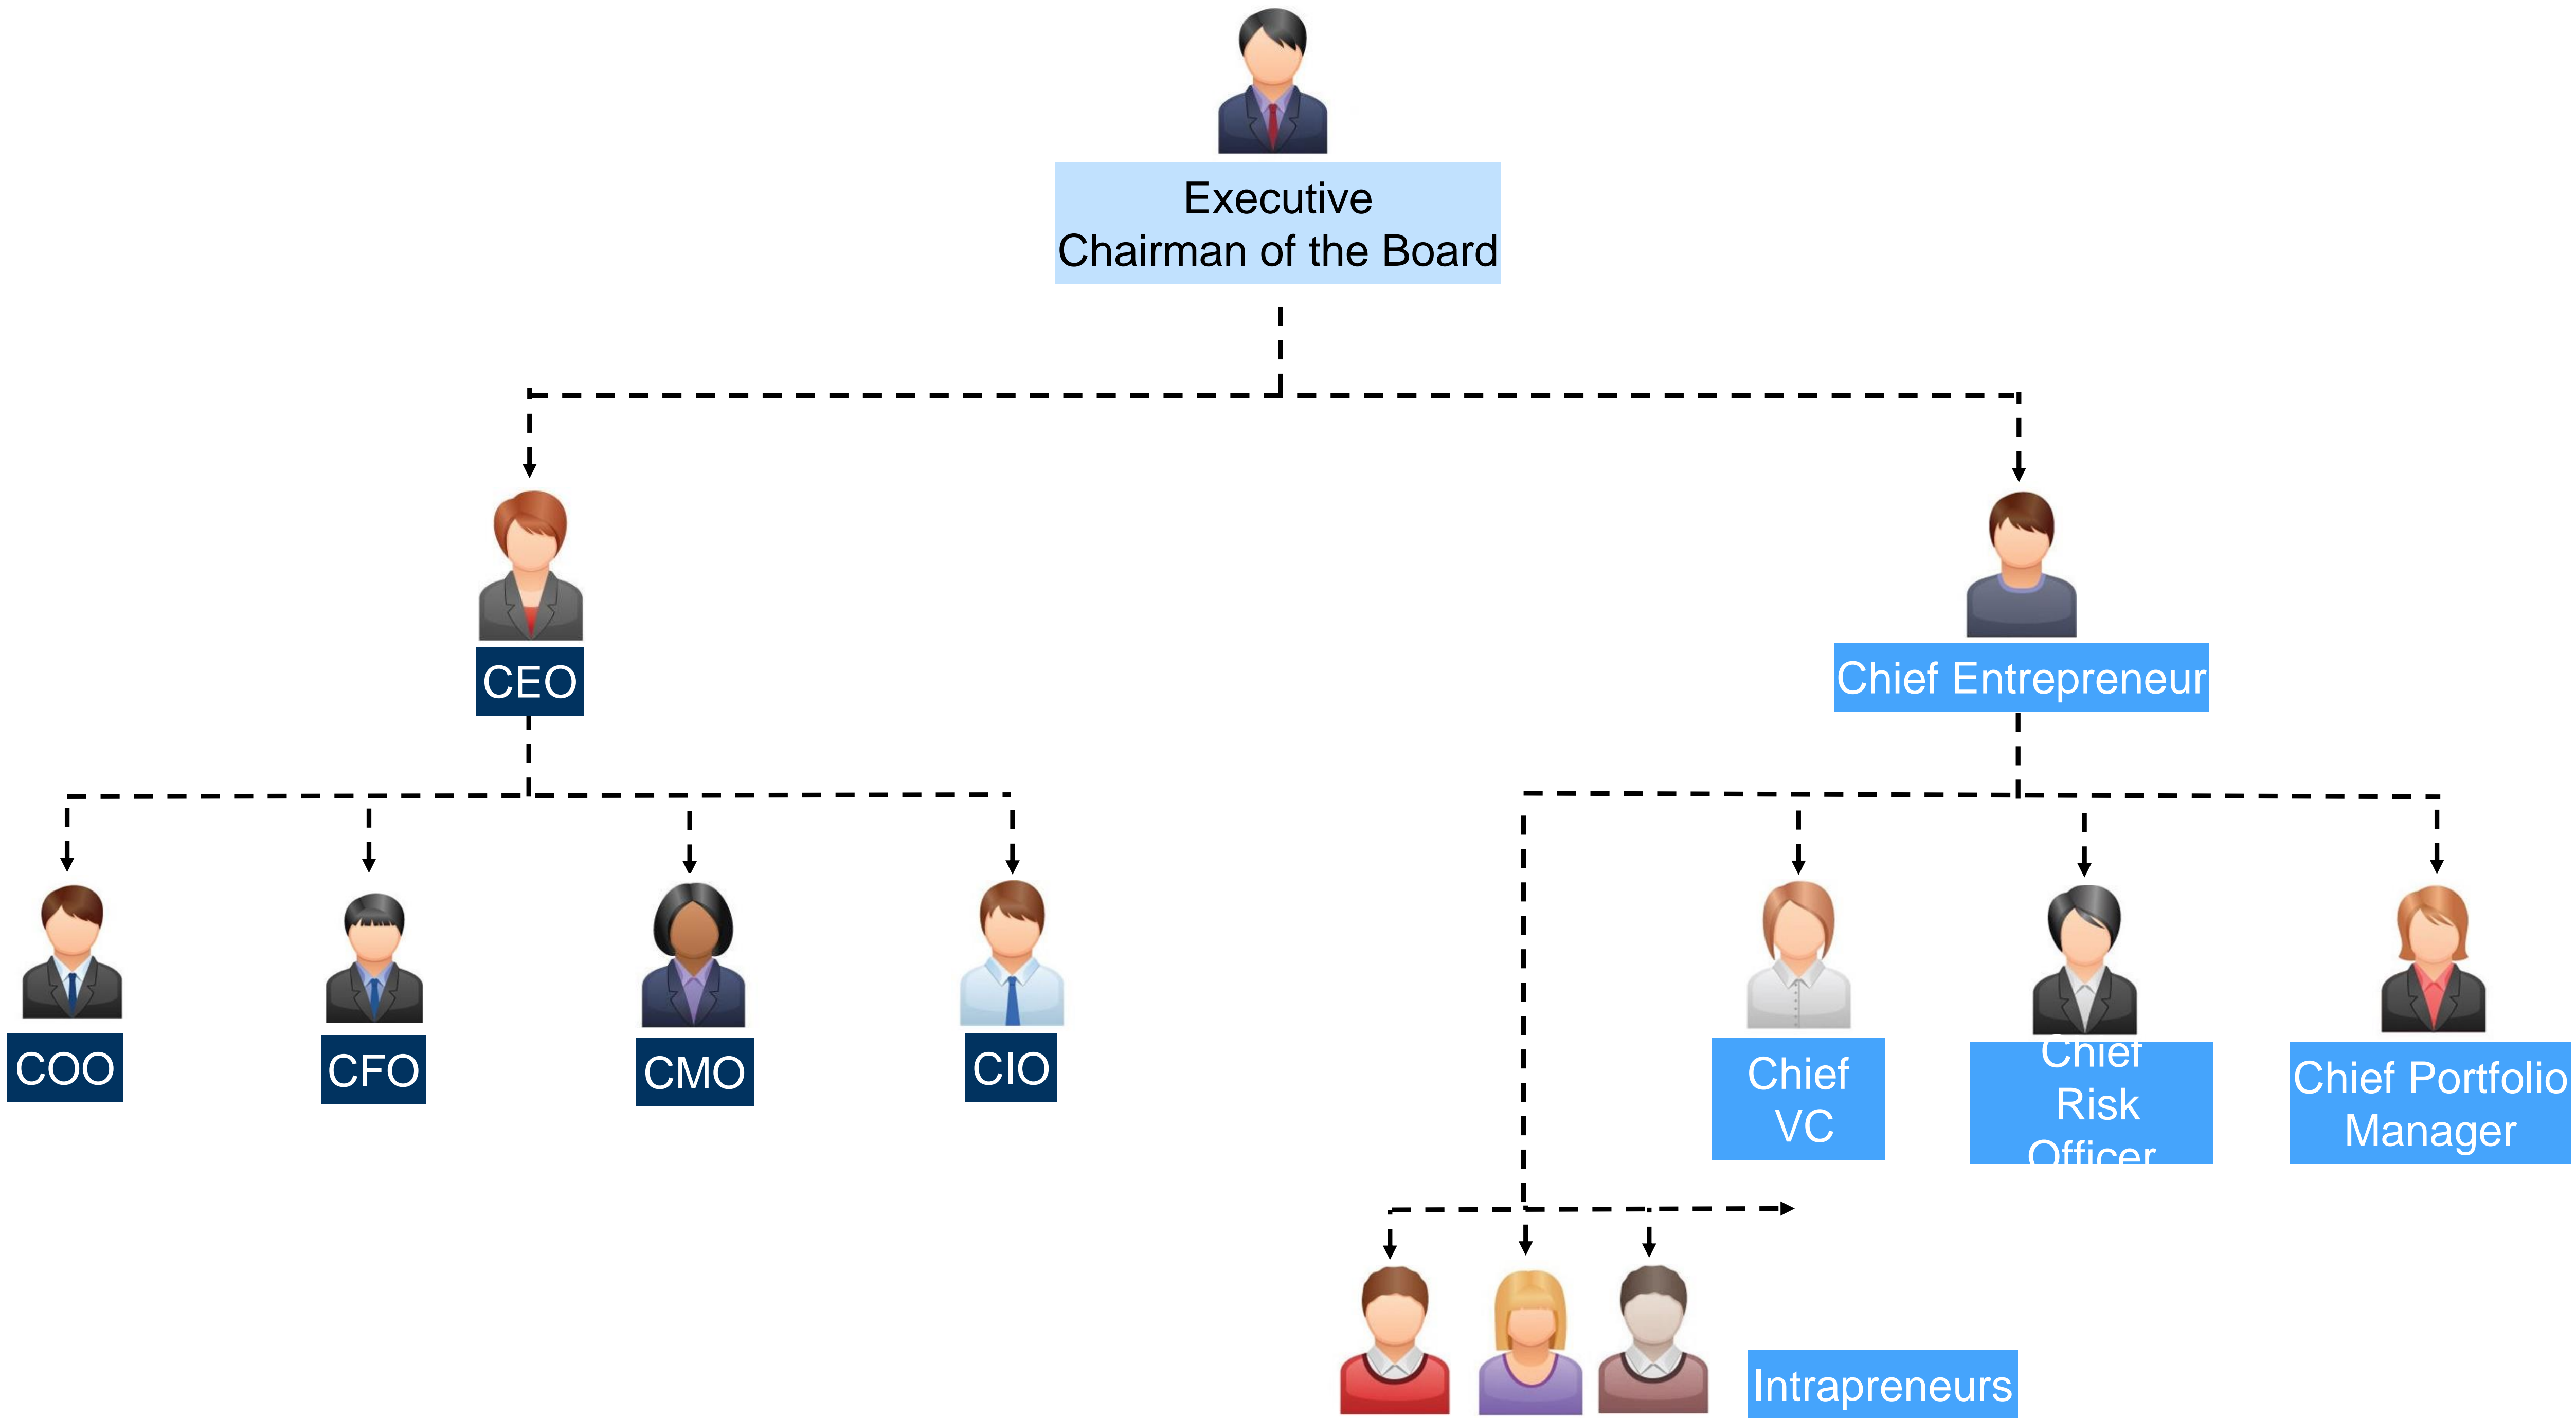 Executive
Chairman of the Board
CEO
Chief Entrepreneur
COO
CFO
CMO
CIO
Chief
VC
Chief
Risk
Officer
Chief Portfolio
Manager
Intrapreneurs